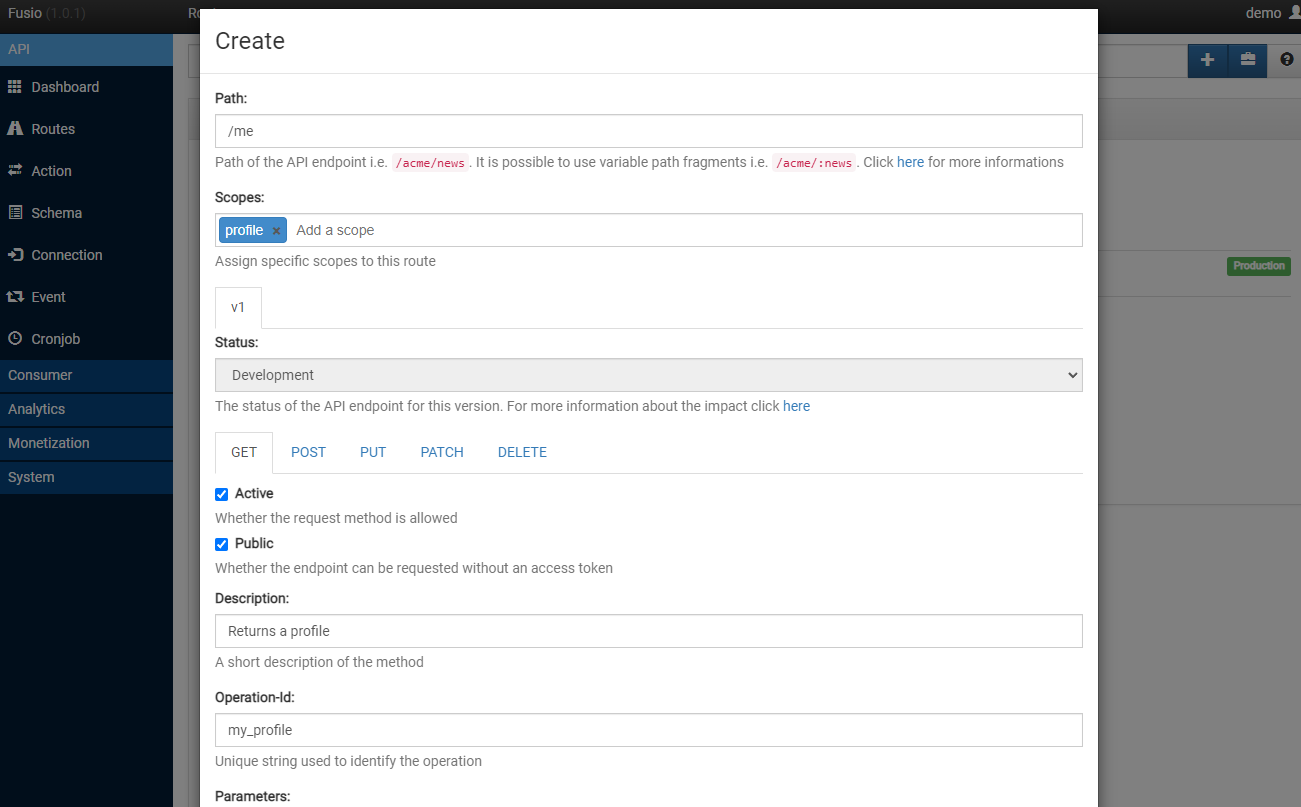 Fusio (1.0.1)
demo
API
Dashboard
Routes
Action
Schema
Connection
Event
Cronjob
Consumer
Analytics
Monetization
System
Create
Path:
/me
Path of the API endpoint i.e. /acme/news. It is possible to use variable path fragments i.e. /acme/:news. Click here for more informations
Scopes:
profile × Add a scope
Assign specific scopes to this route
v1
Status:
Development
The status of the API endpoint for this version. For more information about the impact click here
GET POST PUT PATCH DELETE
Active
Whether the request method is allowed
Public
Whether the endpoint can be requested without an access token
Description:
Returns a profile
A short description of the method
Operation-Id:
my_profile
Unique string used to identify the operation
Parameters:
Production